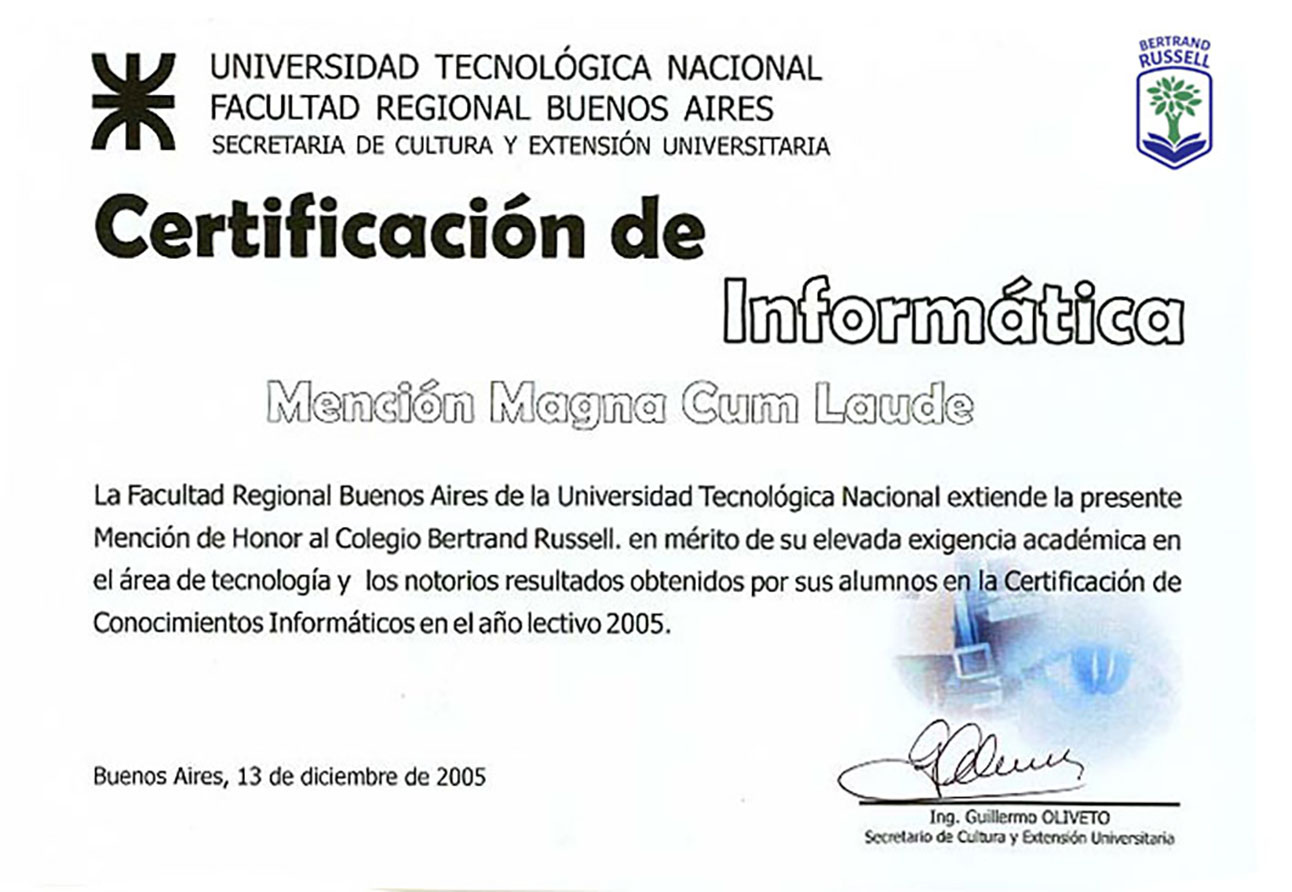 UNIVERSIDAD TECNOLÓGICA NACIONAL
FACULTAD REGIONAL BUENOS AIRES
SECRETARIA DE CULTURA Y EXTENSIÓN UNIVERSITARIA
BERTRAND
RUSSELL
Certificación de
Informática
Mención Magna Cum Laude
La Facultad Regional Buenos Aires de la Universidad Tecnológica Nacional extiende la presente
Mención de Honor al Colegio Bertrand Russell. en mérito de su elevada exigencia académica en
el área de tecnología y los notorios resultados obtenidos por sus alumnos en la Certificación de
Conocimientos Informáticos en el año lectivo 2005.
Buenos Aires, 13 de diciembre de 2005
Ing. Guillermo OLIVETO
Secretario de Cultura y Extensión Universitaria